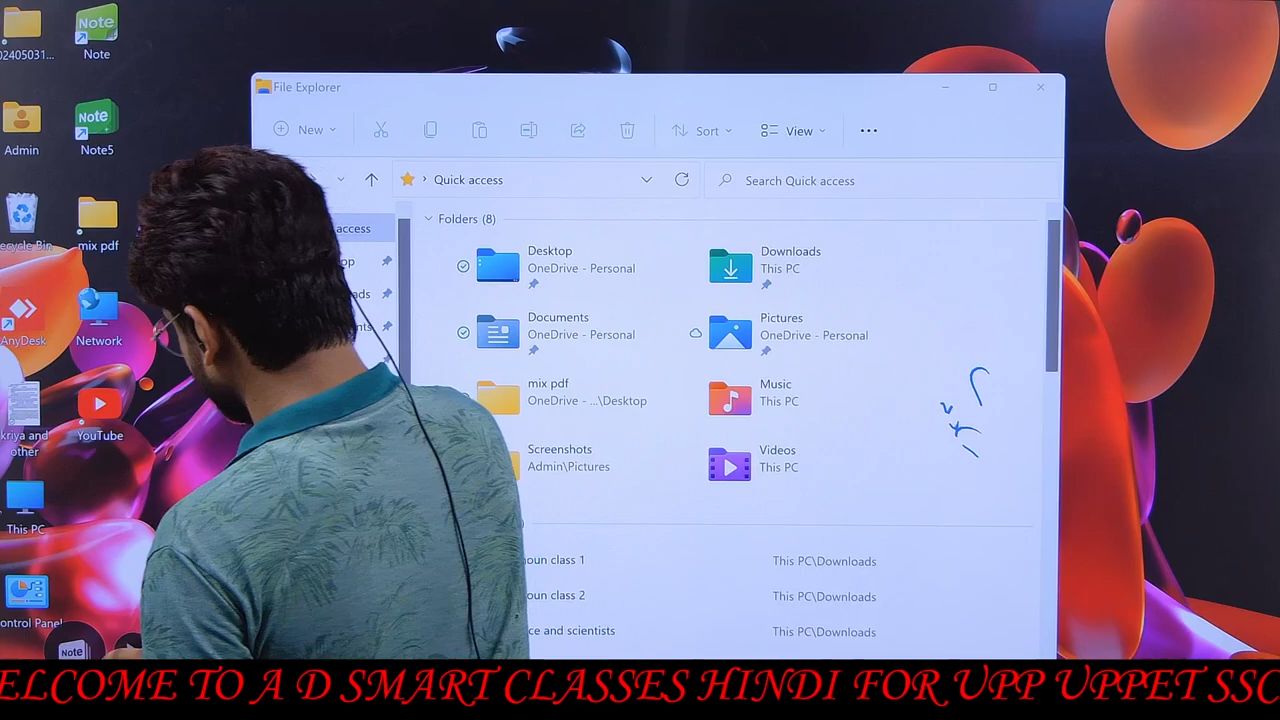 02405031...
Note
Admin
Note5
ecycle Bin
mix pdf
AnyDesk
Network
kriya and
other
YouTube
This PC
ontrol Panel
Note
File Explorer
New
Sort
View
Quick access
Search Quick access
access
op
ads
nts
Folders (8)
Desktop
OneDrive - Personal
Downloads
This PC
Documents
OneDrive - Personal
Pictures
OneDrive - Personal
mix pdf
OneDrive - ...\Desktop
Music
This PC
Screenshots
Admin\Pictures
Videos
This PC
oun class 1
This PC\Downloads
oun class 2
This PC\Downloads
ce and scientists
This PC\Downloads
ELCOME TO A D SMART CLASSES HINDI FOR UPP UPPET SSC